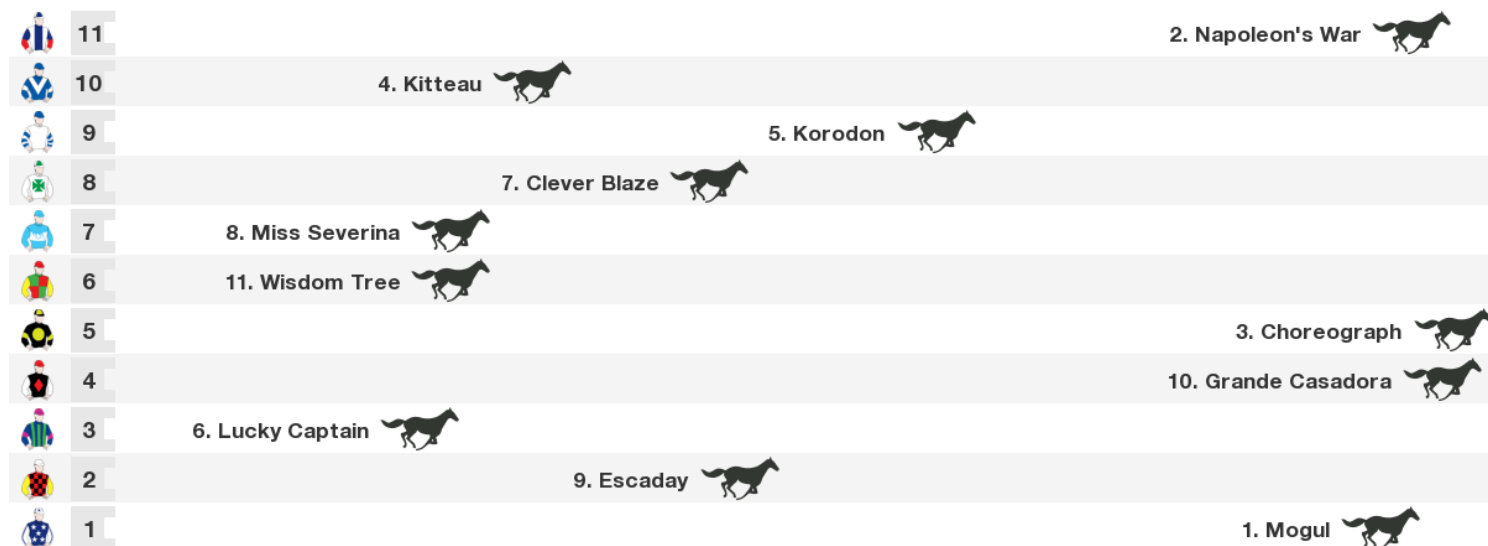 11 2. Napoleon's War
10 4. Kitteau
9 5. Korodon
8 7. Clever Blaze
7 8. Miss Severina
6 11. Wisdom Tree
5 3. Choreograph
4 10. Grande Casadora
3 6. Lucky Captain
2 9. Escaday
1 1. Mogul